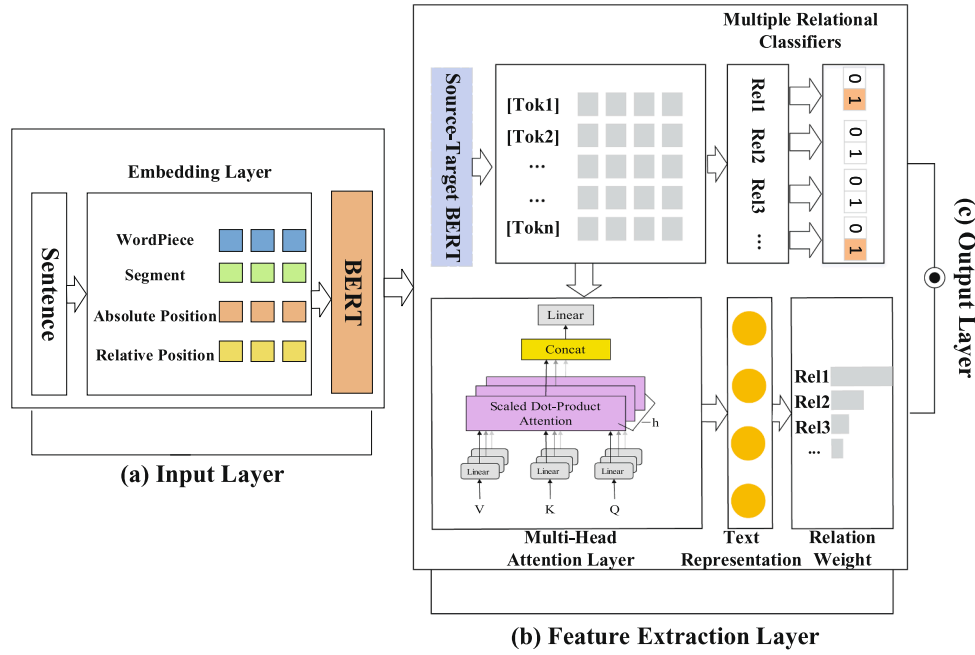 Embedding Layer
Sentence
WordPiece
Segment
Absolute Position
Relative Position
BERT
(a) Input Layer
Multiple Relational
Classifiers
Source-Target BERT
[Tok1]
[Tok2]
...
...
[Tokn]
Rel1
Rel2
Rel3
...
0
1
0
1
0
1
0
1
Linear
Concat
Scaled Dot-Product
Attention
h
Linear
Linear
Linear
V
K
Q
Multi-Head
Attention Layer
Text
Representation
Rel1
Rel2
Rel3
...
Relation
Weight
(b) Feature Extraction Layer
(c) Output Layer